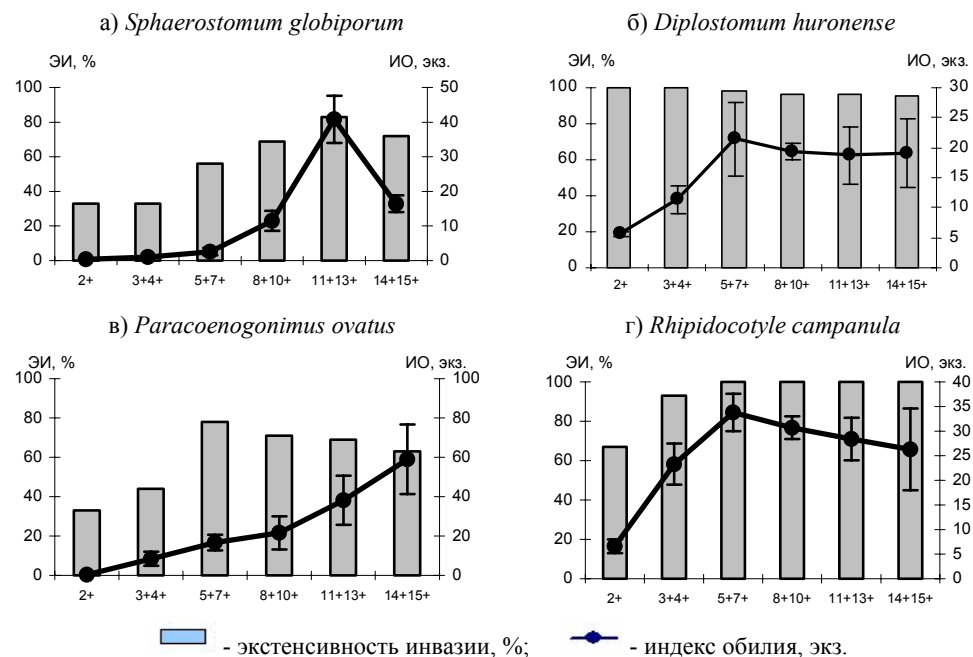 а) Sphaerostomum globiporum
б) Diplostomum huronense
ЭИ, % ИО, экз.
ЭИ, % ИО, экз.
100 50
80 40
60 30
40 20
20 10
0 0
2+ 3+4+ 5+7+ 8+10+ 11+13+ 14+15+
100 30
80 25
60 20
40 15
20 10
0 5
0
2+ 3+4+ 5+7+ 8+10+ 11+13+ 14+15+
в) Paracoenogonimus ovatus
г) Rhipidocotyle campanula
ЭИ, % ИО, экз.
ЭИ, % ИО, экз.
100 100
80 80
60 60
40 40
20 20
0 0
2+ 3+4+ 5+7+ 8+10+ 11+13+ 14+15+
100 40
80 35
60 30
40 25
20 20
0 15
10
5
0
2+ 3+4+ 5+7+ 8+10+ 11+13+ 14+15+
- экстенсивность инвазии, %; - индекс обилия, экз.